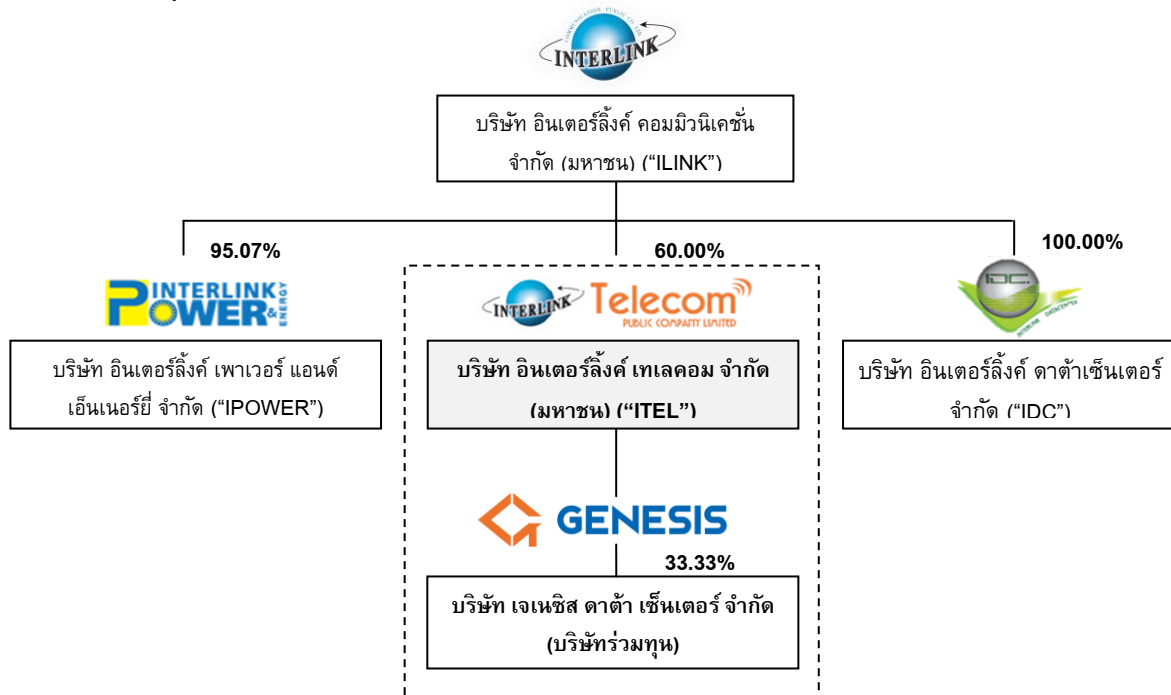 COMMUNICATION PUBLIC CO.,LTD.
INTERLINK
บริษัท อินเตอร์ลิ้งค์ คอมมิวนิเคชั่น
จำกัด (มหาชน) (“ILINK”)
95.07%
60.00%
100.00%
INTERLINK
POWER & ENERGY
INTERLINK Telecom
PUBLIC COMPANY LIMITED
IDC
INTERLINK DATACENTER
บริษัท อินเตอร์ลิ้งค์ เพาเวอร์ แอนด์
เอ็นเนอร์ยี่ จำกัด (“IPOWER”)
บริษัท อินเตอร์ลิ้งค์ เทเลคอม จำกัด
(มหาชน) (“ITEL”)
บริษัท อินเตอร์ลิ้งค์ ดาต้าเซ็นเตอร์
จำกัด (“IDC”)
GENESIS
33.33%
บริษัท เจเนซิส ดาต้า เซ็นเตอร์ จำกัด
(บริษัทร่วมทุน)